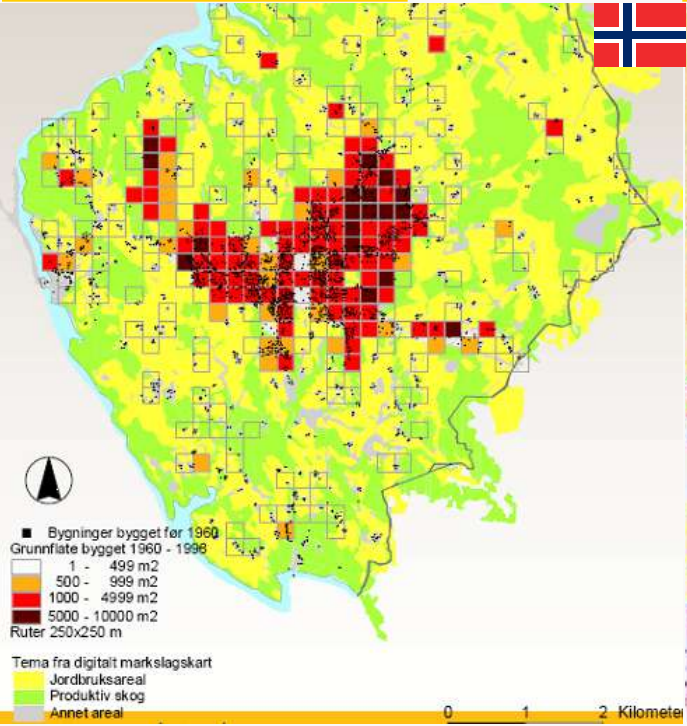 Bygninger bygget før 1960
Grunnflate bygget 1960 - 1998
1 - 499 m2
500 - 999 m2
1000 - 4999 m2
5000 - 10000 m2
Ruter 250x250 m
Tema fra digitalt markslagskart
Jordbruksareal
Produktiv skog
Annet areal
0 1 2 Kilometer